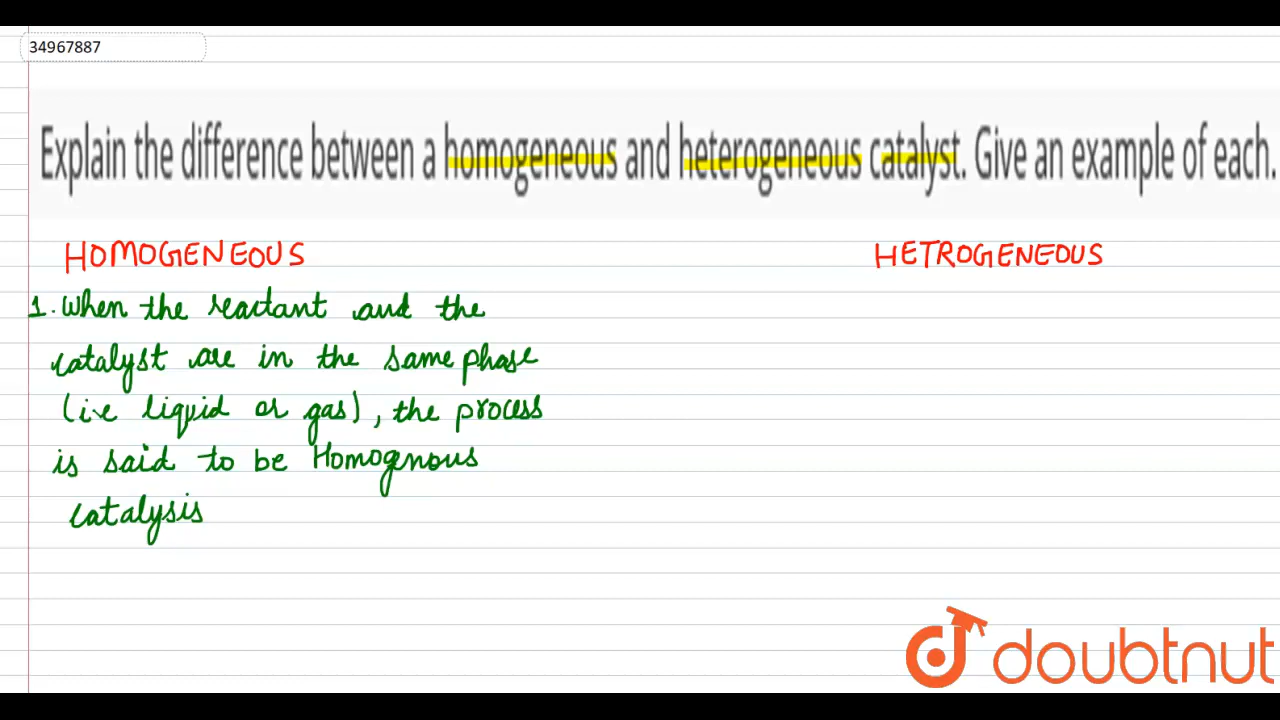 34967887
Explain the difference between a homogeneous and heterogeneous catalyst. Give an example of each.
HOMOGENEOUS
HETROGENEOUS
1. When the reactant and the
catalyst are in the same phase
(i.e liquid or gas), the process
is said to be Homogenous
catalysis
doubtnut